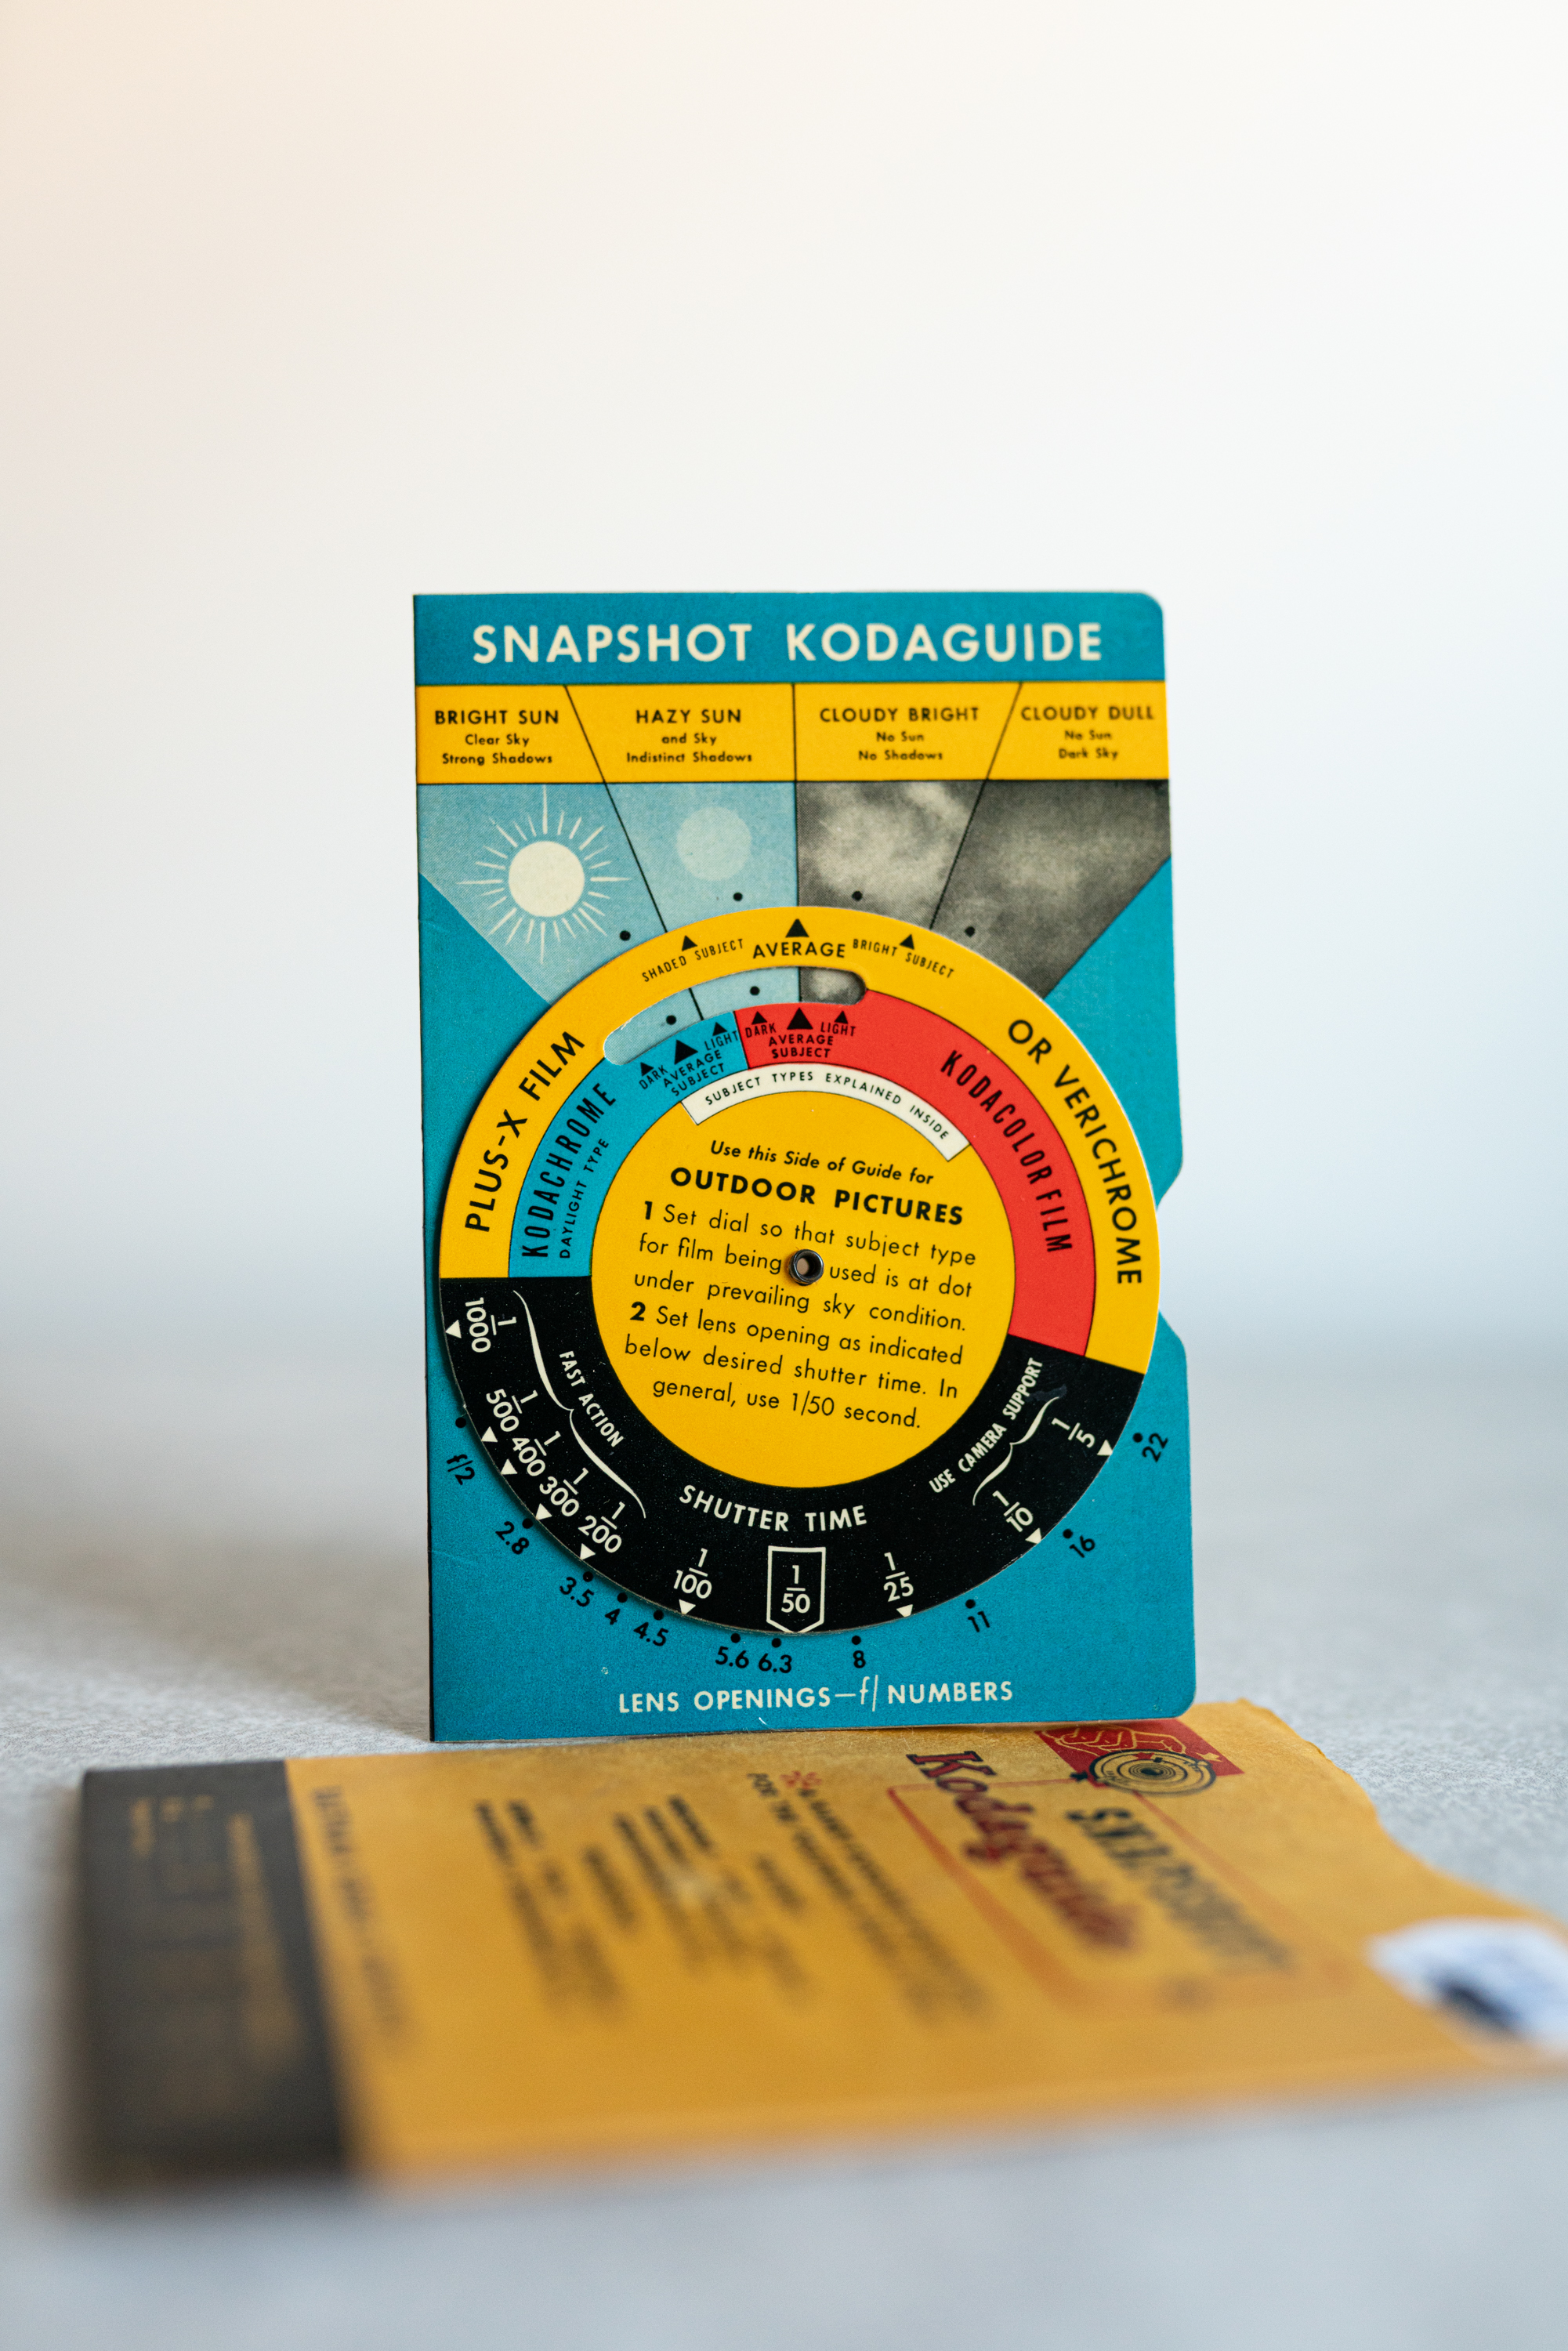 SNAPSHOT KODAGUIDE
BRIGHT SUN
Clear Sky
Strong Shadows
HAZY SUN
and Sky
Indistinct Shadows
CLOUDY BRIGHT
No Sun
No Shadows
CLOUDY DULL
No Sun
Dark Sky
SHADED SUBJECT
AVERAGE
BRIGHT SUBJECT
PLUS-X FILM
OR VERICHROME
KODACHROME
DAYLIGHT TYPE
DARK
AVERAGE
SUBJECT
LIGHT
DARK
AVERAGE
SUBJECT
LIGHT
KODACOLOR FILM
SUBJECT TYPES EXPLAINED INSIDE
Use this Side of Guide for
OUTDOOR PICTURES
1 Set dial so that subject type
for film being used is at dot
under prevailing sky condition.
2 Set lens opening as indicated
below desired shutter time. In
general, use 1/50 second.
FAST ACTION
SHUTTER TIME
USE CAMERA SUPPORT
1/1000
1/500
1/400
1/300
1/200
1/100
1/50
1/25
1/10
1/5
f/2
2.8
3.5
4
4.5
5.6
6.3
8
11
16
22
LENS OPENINGS—f/ NUMBERS
SNAPSHOT
Kodaguide